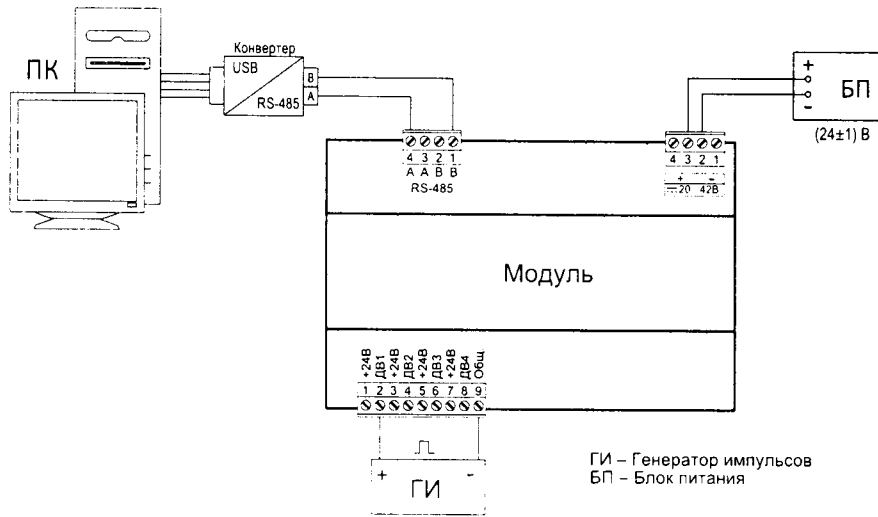 ПК
Конвертер
USB
RS-485
B
A
+
-
БП
(24±1) В
4 3 2 1
A A B B
RS-485
4 3 2 1
+ -
20 42В
Модуль
+24В ДВ1 +24В ДВ2 +24В ДВ3 +24В ДВ4 Общ
1 2 3 4 5 6 7 8 9
+ -
ГИ
ГИ – Генератор импульсов
БП – Блок питания